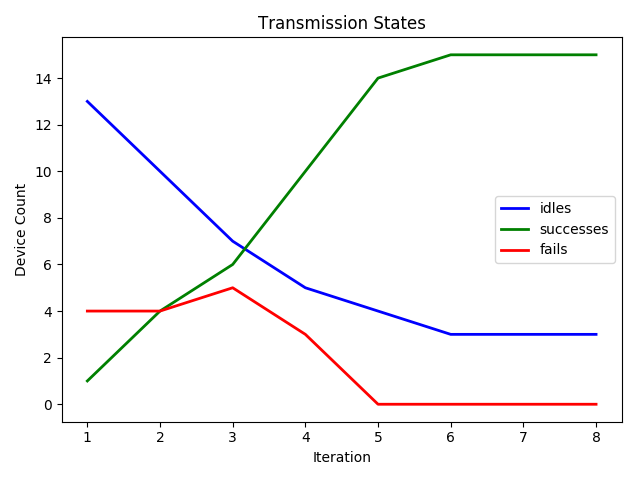 Transmission States
Device Count
14
12
10
8
6
4
2
0
idles
successes
fails
1 2 3 4 5 6 7 8
Iteration